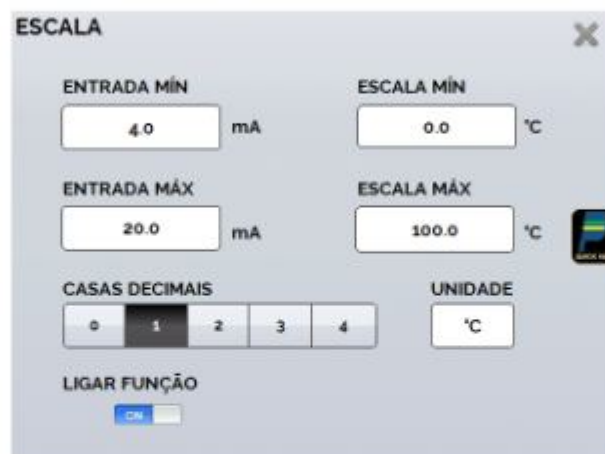 ESCALA
ENTRADA MÍN ESCALA MÍN
4.0 mA 0.0 °C
ENTRADA MÁX ESCALA MÁX
20.0 mA 100.0 °C
CASAS DECIMAIS UNIDADE
0 1 2 3 4 °C
LIGAR FUNÇÃO
ON